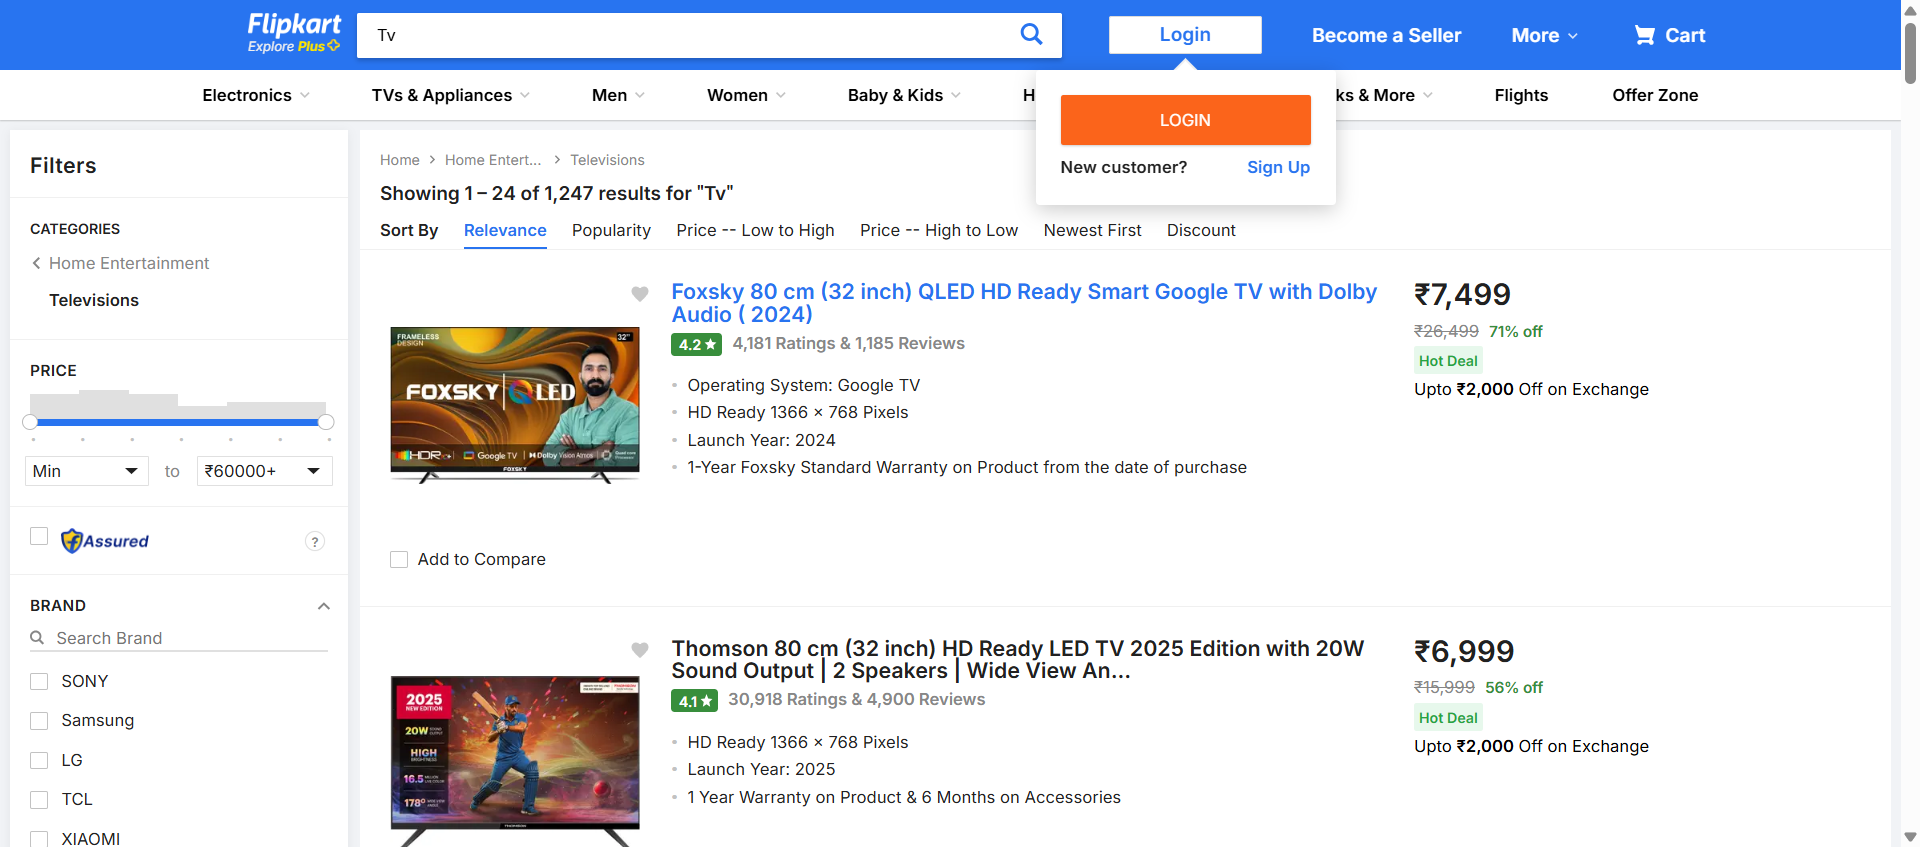 Flipkart
Explore Plus
Tv
Login
Become a Seller
More
Cart
Electronics
TVs & Appliances
Men
Women
Baby & Kids
H
ks & More
Flights
Offer Zone
LOGIN
New customer?
Sign Up
Filters
CATEGORIES
Home Entertainment
Televisions
PRICE
Min
to
₹60000+
Assured
?
BRAND
Search Brand
SONY
Samsung
LG
TCL
XIAOMI
Home
Home Entert...
Televisions
Showing 1 – 24 of 1,247 results for "Tv"
Sort By
Relevance
Popularity
Price -- Low to High
Price -- High to Low
Newest First
Discount
FRAMELESS
DESIGN
32"
FOXSKY QLED
HDR
Google TV
Dolby Vision Atmos
FOXSKY
Add to Compare
Foxsky 80 cm (32 inch) QLED HD Ready Smart Google TV with Dolby
Audio ( 2024)
4.2★
4,181 Ratings & 1,185 Reviews
Operating System: Google TV
HD Ready 1366 × 768 Pixels
Launch Year: 2024
1-Year Foxsky Standard Warranty on Product from the date of purchase
₹7,499
₹26,499 71% off
Hot Deal
Upto ₹2,000 Off on Exchange
2025
NEW EDITION
20W
HIGH
BRIGHTNESS
16.5
178°
THOMSON
Thomson 80 cm (32 inch) HD Ready LED TV 2025 Edition with 20W
Sound Output | 2 Speakers | Wide View An...
4.1★
30,918 Ratings & 4,900 Reviews
HD Ready 1366 × 768 Pixels
Launch Year: 2025
1 Year Warranty on Product & 6 Months on Accessories
₹6,999
₹15,999 56% off
Hot Deal
Upto ₹2,000 Off on Exchange